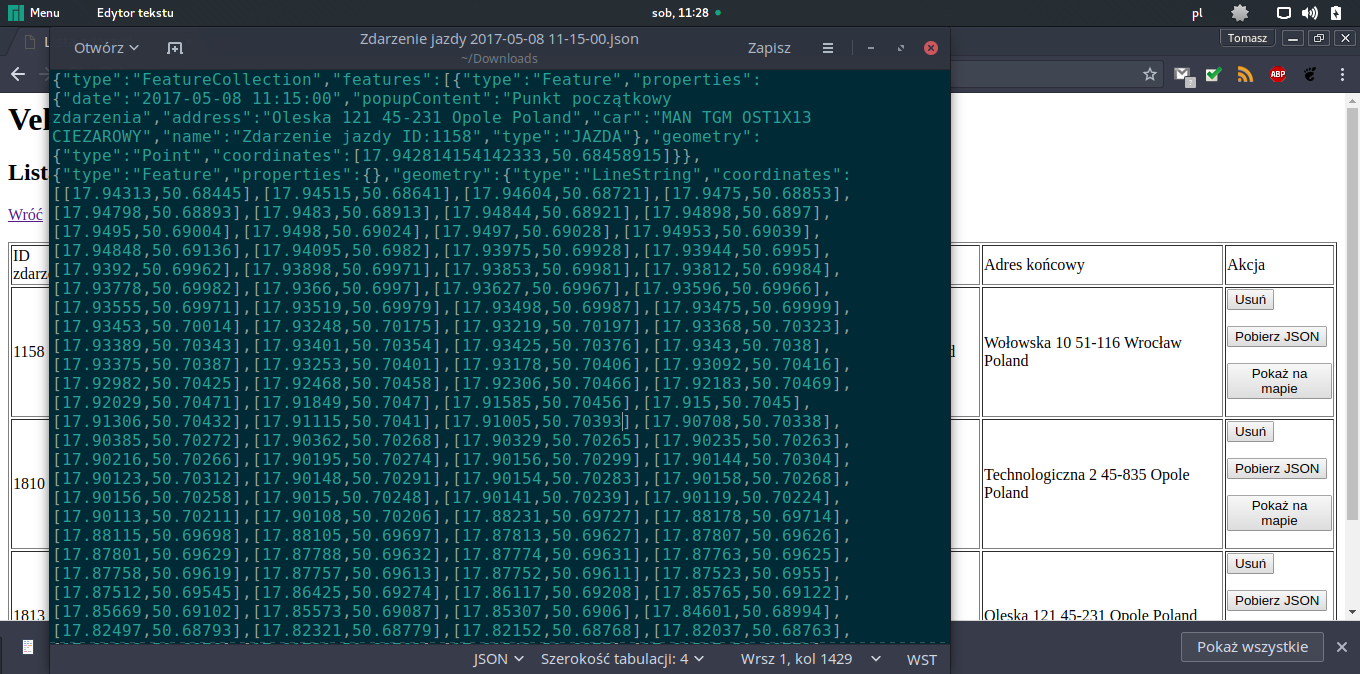 Menu
Edytor tekstu
sob, 11:28
pl
Otwórz
Zdarzenie jazdy 2017-05-08 11-15-00.json
~/Downloads
Zapisz
Tomasz
ABP
{"type":"FeatureCollection","features":[{"type":"Feature","properties":
{"date":"2017-05-08 11:15:00","popupContent":"Punkt początkowy
zdarzenia","address":"Oleska 121 45-231 Opole Poland","car":"MAN TGM OST1X13
CIEZAROWY","name":"Zdarzenie jazdy ID:1158","type":"JAZDA"},"geometry":
{"type":"Point","coordinates":[17.942814154142333,50.68458915]}},
{"type":"Feature","properties":{},"geometry":{"type":"LineString","coordinates":
[[17.94313,50.68445],[17.94515,50.68641],[17.94604,50.68721],[17.9475,50.68853],
[17.94798,50.68893],[17.9483,50.68913],[17.94844,50.68921],[17.94898,50.6897],
[17.9495,50.69004],[17.9498,50.69024],[17.9497,50.69028],[17.94953,50.69039],
[17.94848,50.69136],[17.94095,50.6982],[17.93975,50.69928],[17.93944,50.6995],
[17.9392,50.69962],[17.93898,50.69971],[17.93853,50.69981],[17.93812,50.69984],
[17.93778,50.69982],[17.9366,50.6997],[17.93627,50.69967],[17.93596,50.69966],
[17.93555,50.69971],[17.93519,50.69979],[17.93498,50.69987],[17.93475,50.69999],
[17.93453,50.70014],[17.93248,50.70175],[17.93219,50.70197],[17.93368,50.70323],
[17.93389,50.70343],[17.93401,50.70354],[17.93425,50.70376],[17.9343,50.7038],
[17.93375,50.70387],[17.93253,50.70401],[17.93178,50.70406],[17.93092,50.70416],
[17.92982,50.70425],[17.92468,50.70458],[17.92306,50.70466],[17.92183,50.70469],
[17.92029,50.70471],[17.91849,50.7047],[17.91585,50.70456],[17.915,50.7045],
[17.91306,50.70432],[17.91115,50.7041],[17.91005,50.70393],[17.90708,50.70338],
[17.90385,50.70272],[17.90362,50.70268],[17.90329,50.70265],[17.90235,50.70263],
[17.90216,50.70266],[17.90195,50.70274],[17.90156,50.70299],[17.90144,50.70304],
[17.90123,50.70312],[17.90148,50.70291],[17.90154,50.70283],[17.90158,50.70268],
[17.90156,50.70258],[17.9015,50.70248],[17.90141,50.70239],[17.90119,50.70224],
[17.90113,50.70211],[17.90108,50.70206],[17.88231,50.69727],[17.88178,50.69714],
[17.88115,50.69698],[17.88105,50.69697],[17.87813,50.69627],[17.87807,50.69626],
[17.87801,50.69629],[17.87788,50.69632],[17.87774,50.69631],[17.87763,50.69625],
[17.87758,50.69619],[17.87757,50.69613],[17.87752,50.69611],[17.87523,50.6955],
[17.87512,50.69545],[17.86425,50.69274],[17.86117,50.69208],[17.85765,50.69122],
[17.85669,50.69102],[17.85573,50.69087],[17.85307,50.6906],[17.84601,50.68994],
[17.82497,50.68793],[17.82321,50.68779],[17.82152,50.68768],[17.82037,50.68763],
JSON
Szerokość tabulacji: 4
Wrsz 1, kol 1429
WST
Vel
List
Wróć
ID
zdarze
Adres końcowy
Akcja
1158
d
Wołowska 10 51-116 Wrocław
Poland
Usuń
Pobierz JSON
Pokaż na
mapie
1810
Technologiczna 2 45-835 Opole
Poland
Usuń
Pobierz JSON
Pokaż na
mapie
1813
Oleska 121 45-231 Opole Poland
Usuń
Pobierz JSON
Pokaż wszystkie